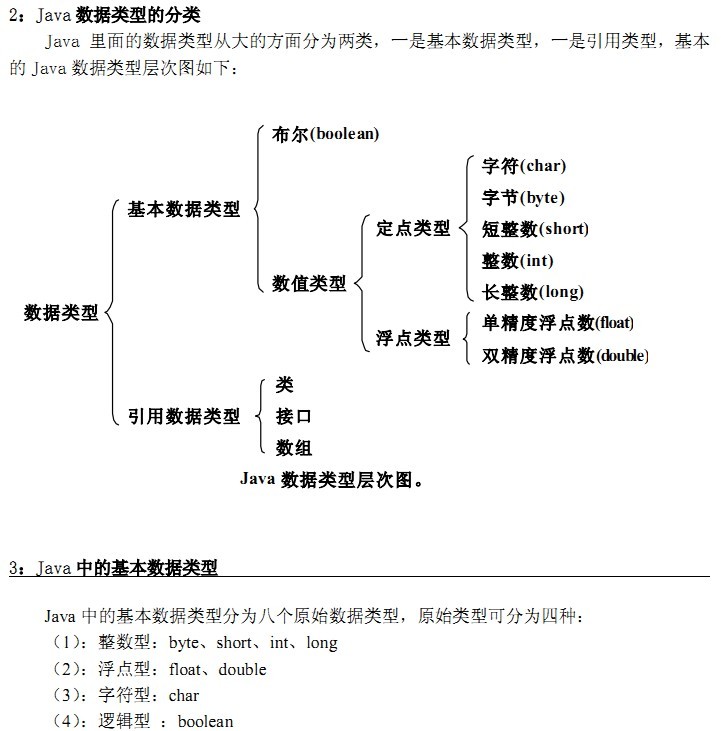 2：Java 数据类型的分类
Java 里面的数据类型从大的方面分为两类，一是基本数据类型，一是引用类型，基本
的 Java 数据类型层次图如下：
布尔(boolean)
字符(char)
字节(byte)
基本数据类型
定点类型
短整数(short)
整数(int)
数值类型
长整数(long)
数据类型
单精度浮点数(float)
浮点类型
双精度浮点数(double)
类
引用数据类型
接口
数组
Java 数据类型层次图。
3：Java 中的基本数据类型
Java 中的基本数据类型分为八个原始数据类型，原始类型可分为四种：
（1）：整数型：byte、short、int、long
（2）：浮点型：float、double
（3）：字符型：char
（4）：逻辑型 ：boolean